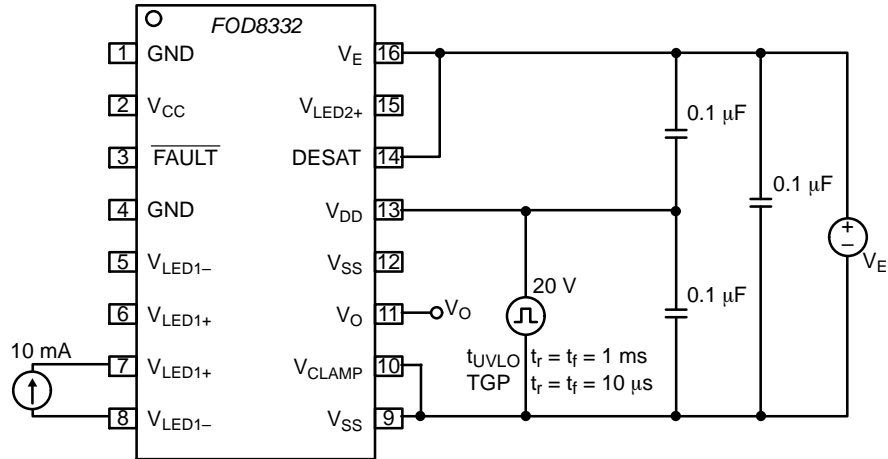 FOD8332
1 GND
2 VCC
3 FAULT
4 GND
5 VLED1–
6 VLED1+
7 VLED1+
8 VLED1–
VE 16
VLED2+ 15
DESAT 14
VDD 13
VSS 12
VO 11
VCLAMP 10
VSS 9
10 mA
VO
20 V
tUVLO tr = tf = 1 ms
TGP tr = tf = 10 μs
0.1 μF
0.1 μF
0.1 μF
+
–
VE